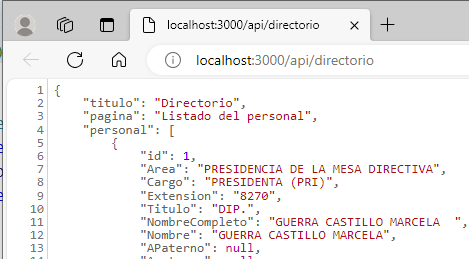 localhost:3000/api/directorio
localhost:3000/api/directorio
1 {
2 "titulo": "Directorio",
3 "pagina": "Listado del personal",
4 "personal": [
5 {
6 "id": 1,
7 "Area": "PRESIDENCIA DE LA MESA DIRECTIVA",
8 "Cargo": "PRESIDENTA (PRI)",
9 "Extension": "8270",
10 "Titulo": "DIP.",
11 "NombreCompleto": "GUERRA CASTILLO MARCELA  ",
12 "Nombre": "GUERRA CASTILLO MARCELA",
13 "APaterno": null,